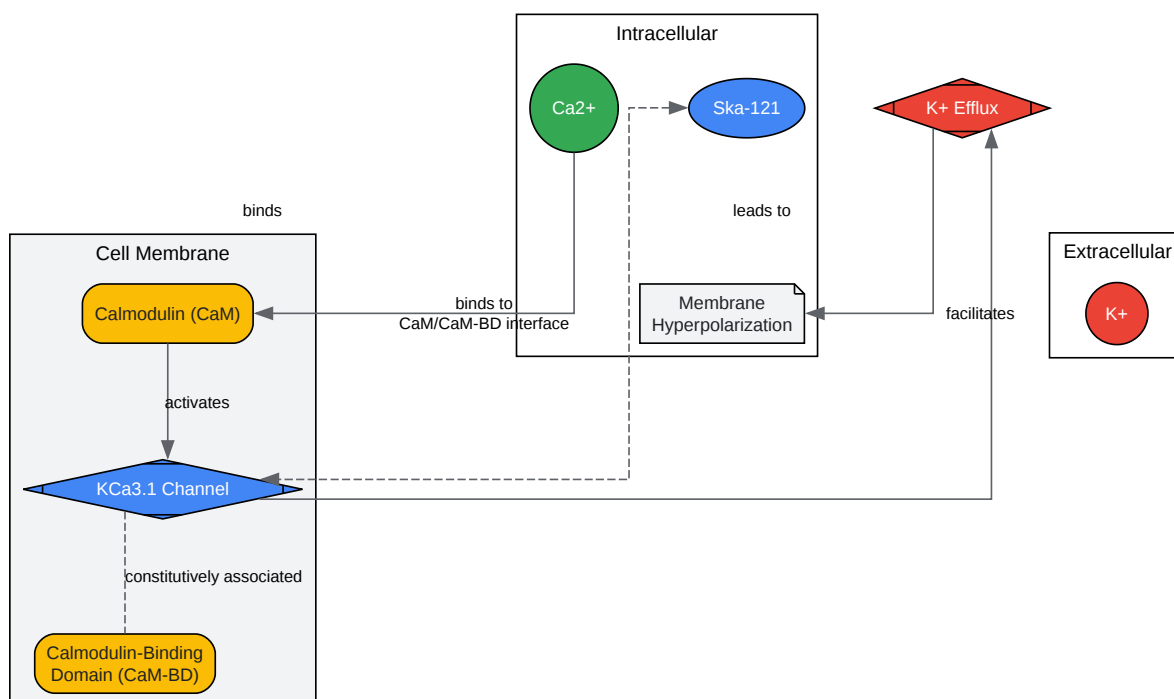 Intracellular
Ca2+
Ska-121
K+ Efflux
binds
leads to
Cell Membrane
Extracellular
Calmodulin (CaM)
binds to
CaM/CaM-BD interface
Membrane
Hyperpolarization
facilitates
K+
activates
KCa3.1 Channel
constitutively associated
Calmodulin-Binding
Domain (CaM-BD)